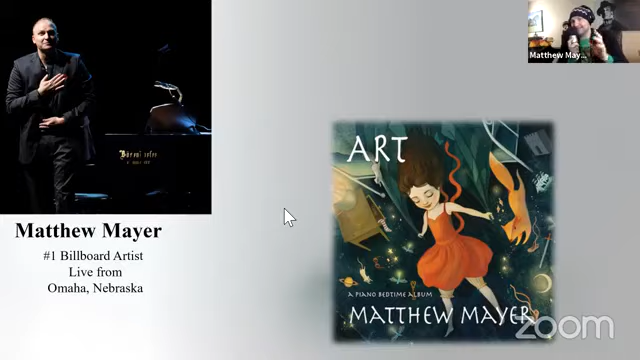 Matthew May...
ART
Matthew Mayer
#1 Billboard Artist
Live from
Omaha, Nebraska
A PIANO BEDTIME ALBUM
MATTHEW MAYER
zoom